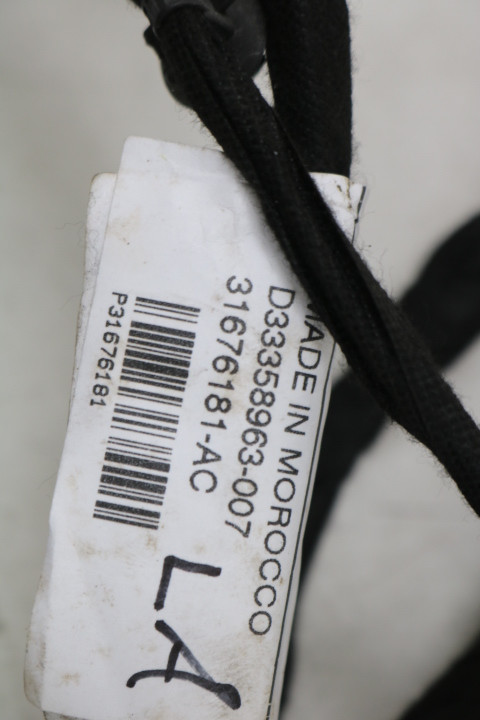 MADE IN MOROCCO
D33358963-007
31676181-AC
P31676181
LA